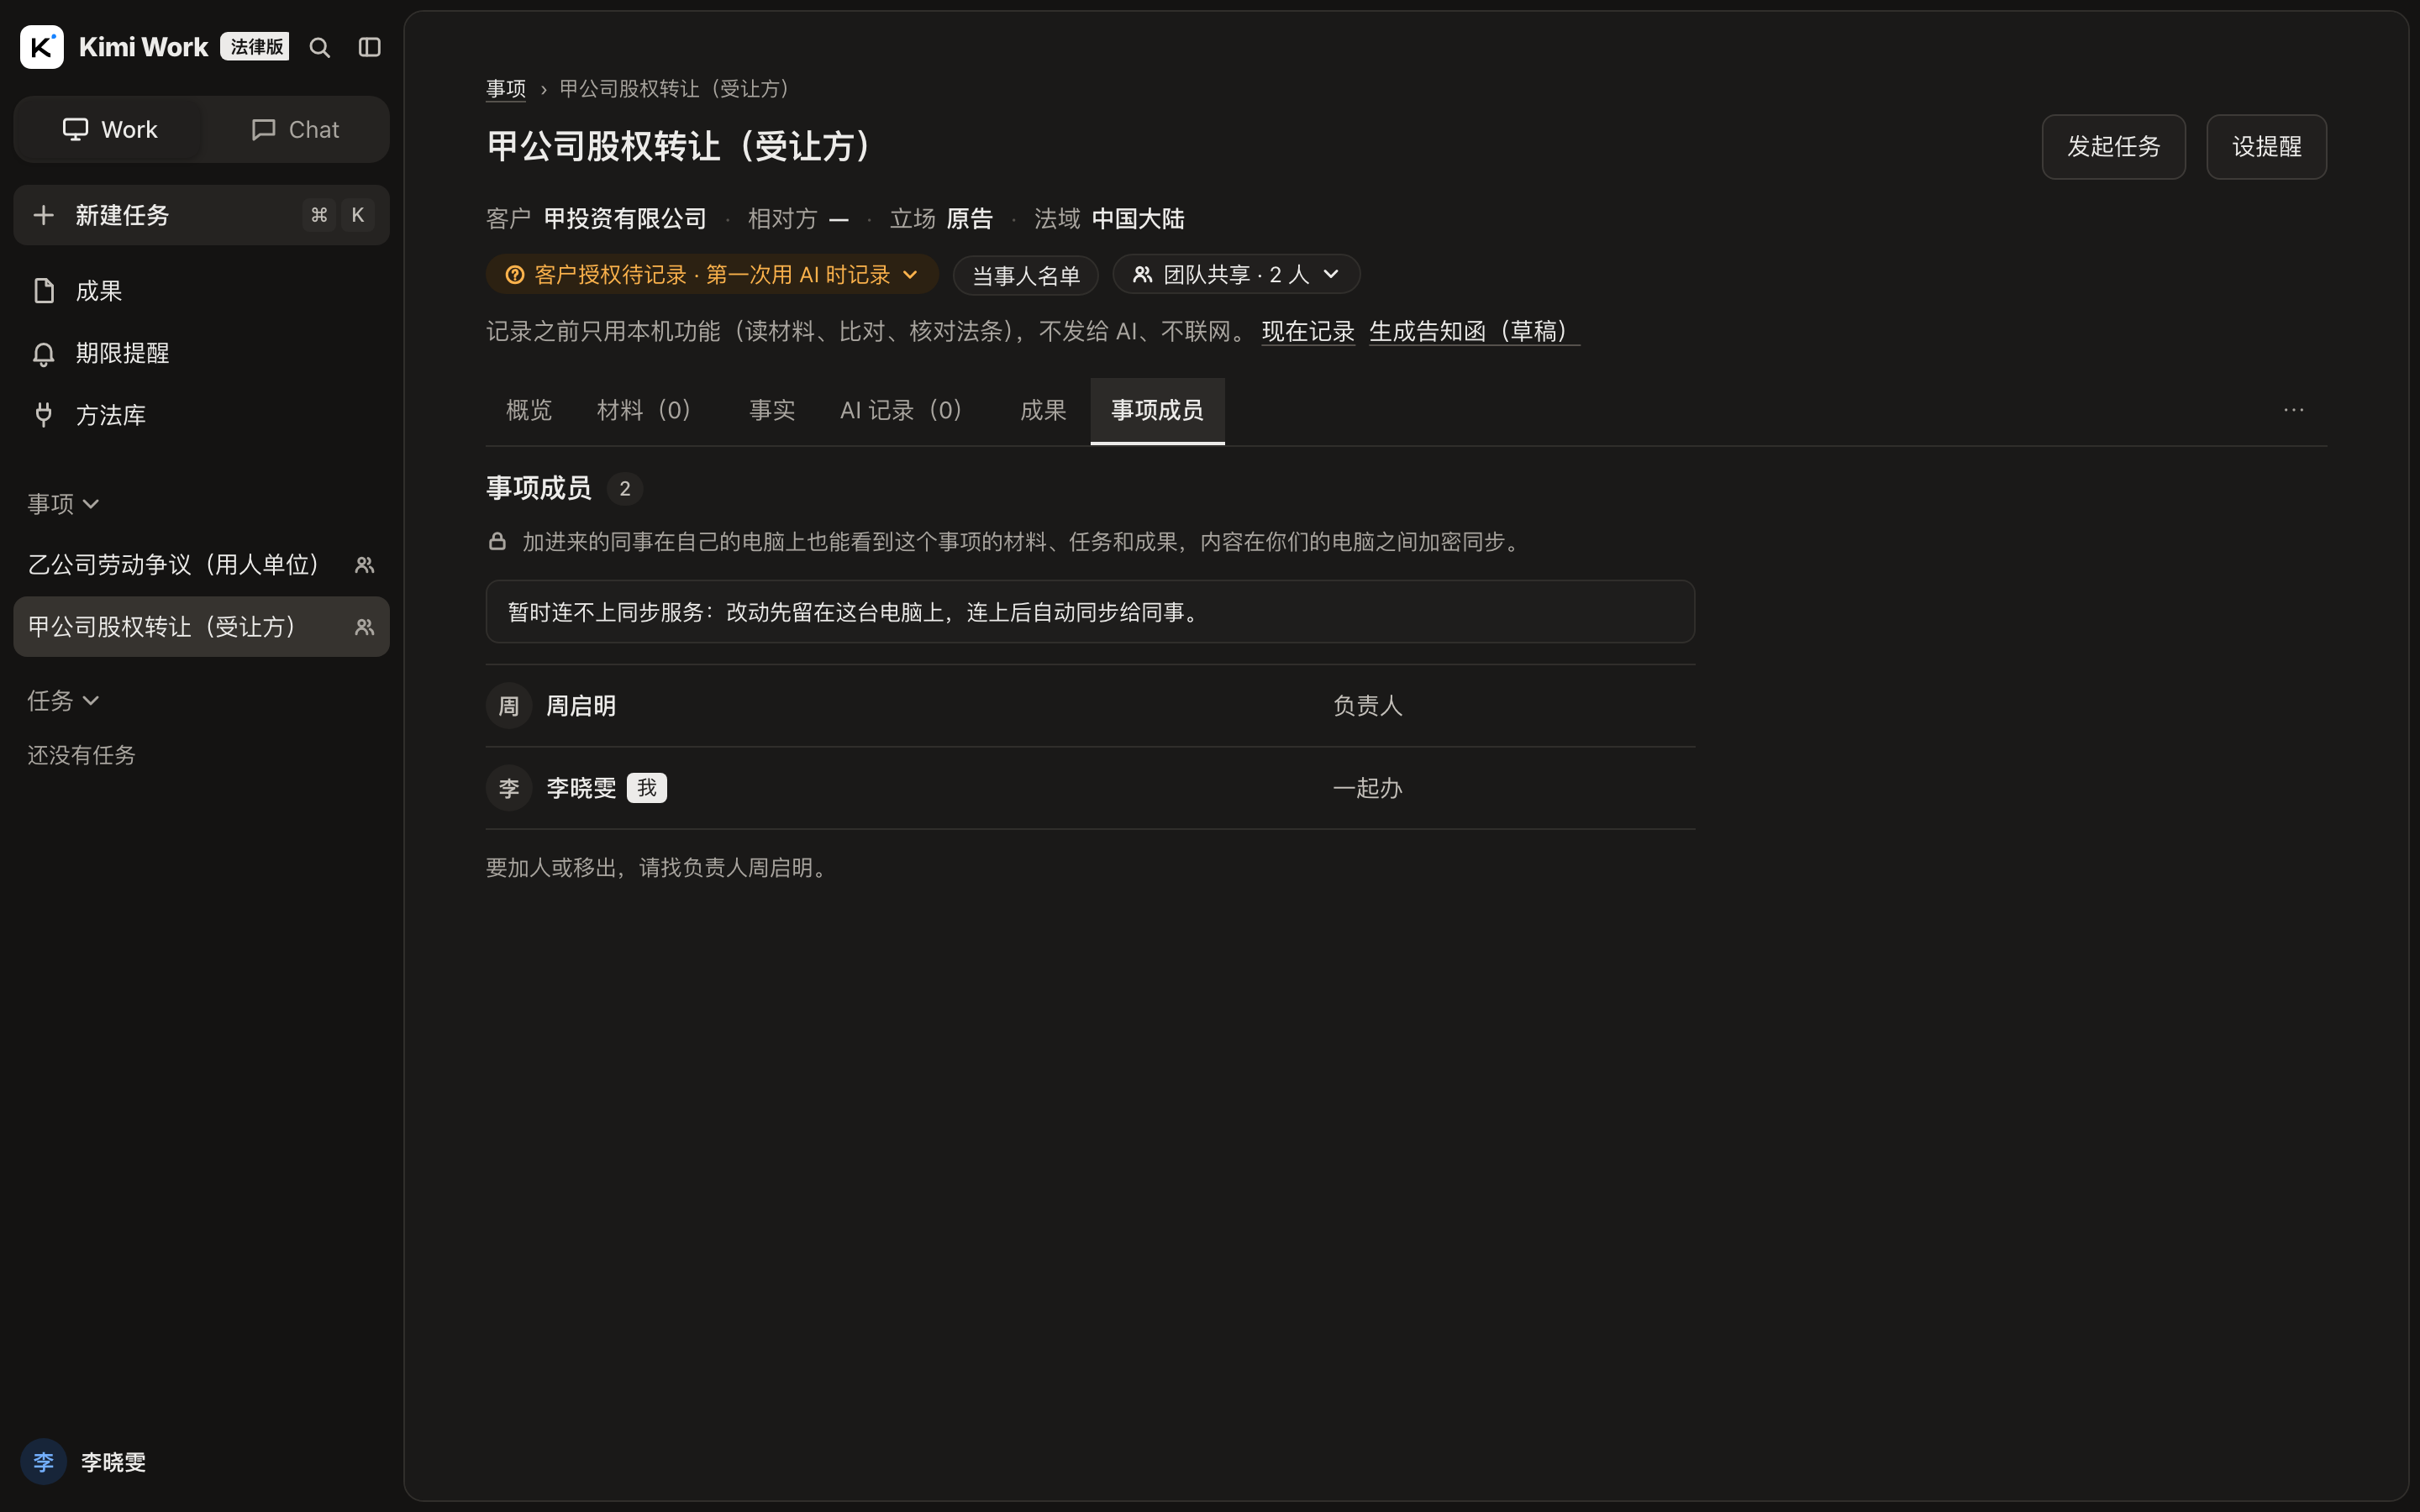 Kimi Work 法律版
Work
Chat
新建任务 ⌘ K
成果
期限提醒
方法库
事项
乙公司劳动争议（用人单位）
甲公司股权转让（受让方）
任务
还没有任务
李 李晓雯
事项 › 甲公司股权转让（受让方）
甲公司股权转让（受让方）
发起任务
设提醒
客户 甲投资有限公司 · 相对方 — · 立场 原告 · 法域 中国大陆
客户授权待记录 · 第一次用 AI 时记录
当事人名单
团队共享 · 2 人
记录之前只用本机功能（读材料、比对、核对法条），不发给 AI、不联网。 现在记录 生成告知函（草稿）
概览 材料（0） 事实 AI 记录（0） 成果 事项成员 ···
事项成员 2
加进来的同事在自己的电脑上也能看到这个事项的材料、任务和成果，内容在你们的电脑之间加密同步。
暂时连不上同步服务：改动先留在这台电脑上，连上后自动同步给同事。
周 周启明 负责人
李 李晓雯 我 一起办
要加人或移出，请找负责人周启明。